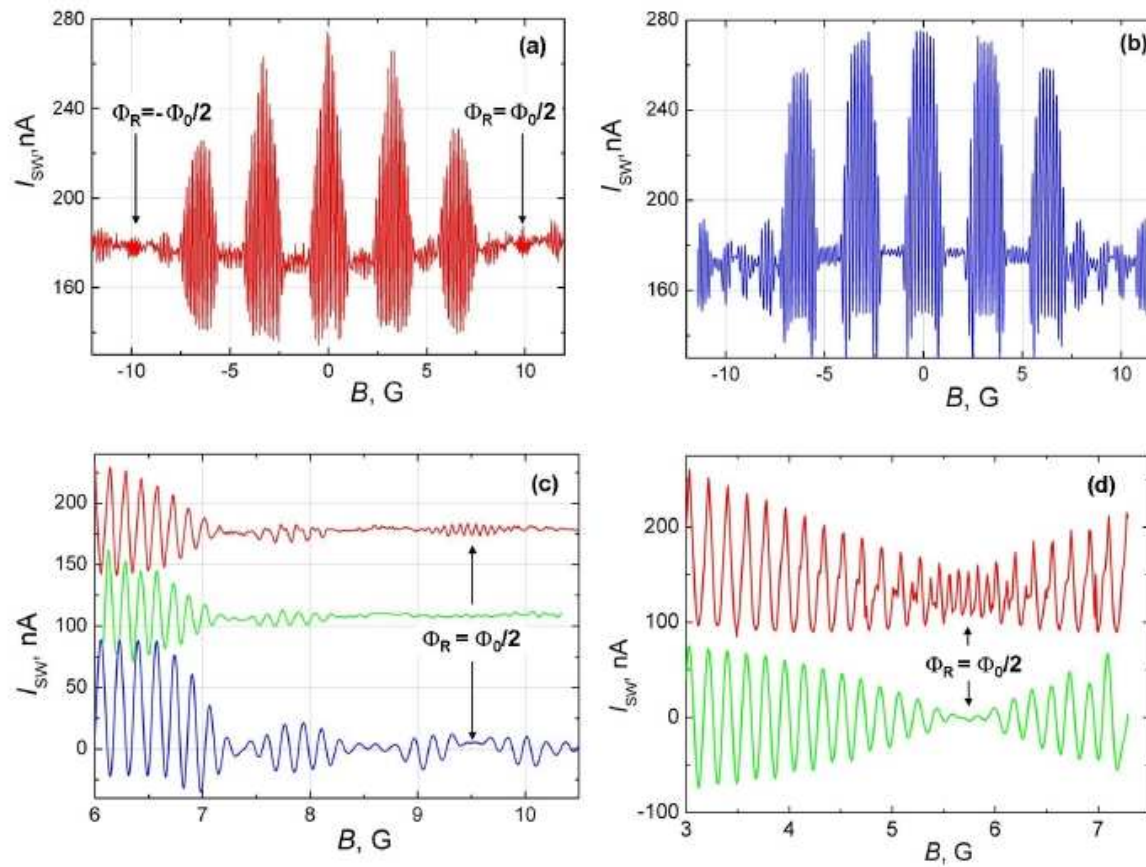 280
240
200
160
I_SW, nA
(a)
Φ_R=-Φ_0/2
Φ_R=Φ_0/2
-10
-5
0
5
10
B, G
280
240
200
160
I_SW, nA
(b)
-10
-5
0
5
10
B, G
200
150
100
50
0
I_SW, nA
(c)
Φ_R = Φ_0/2
6
7
8
9
10
B, G
200
100
0
-100
I_SW, nA
(d)
Φ_R = Φ_0/2
3
4
5
6
7
B, G